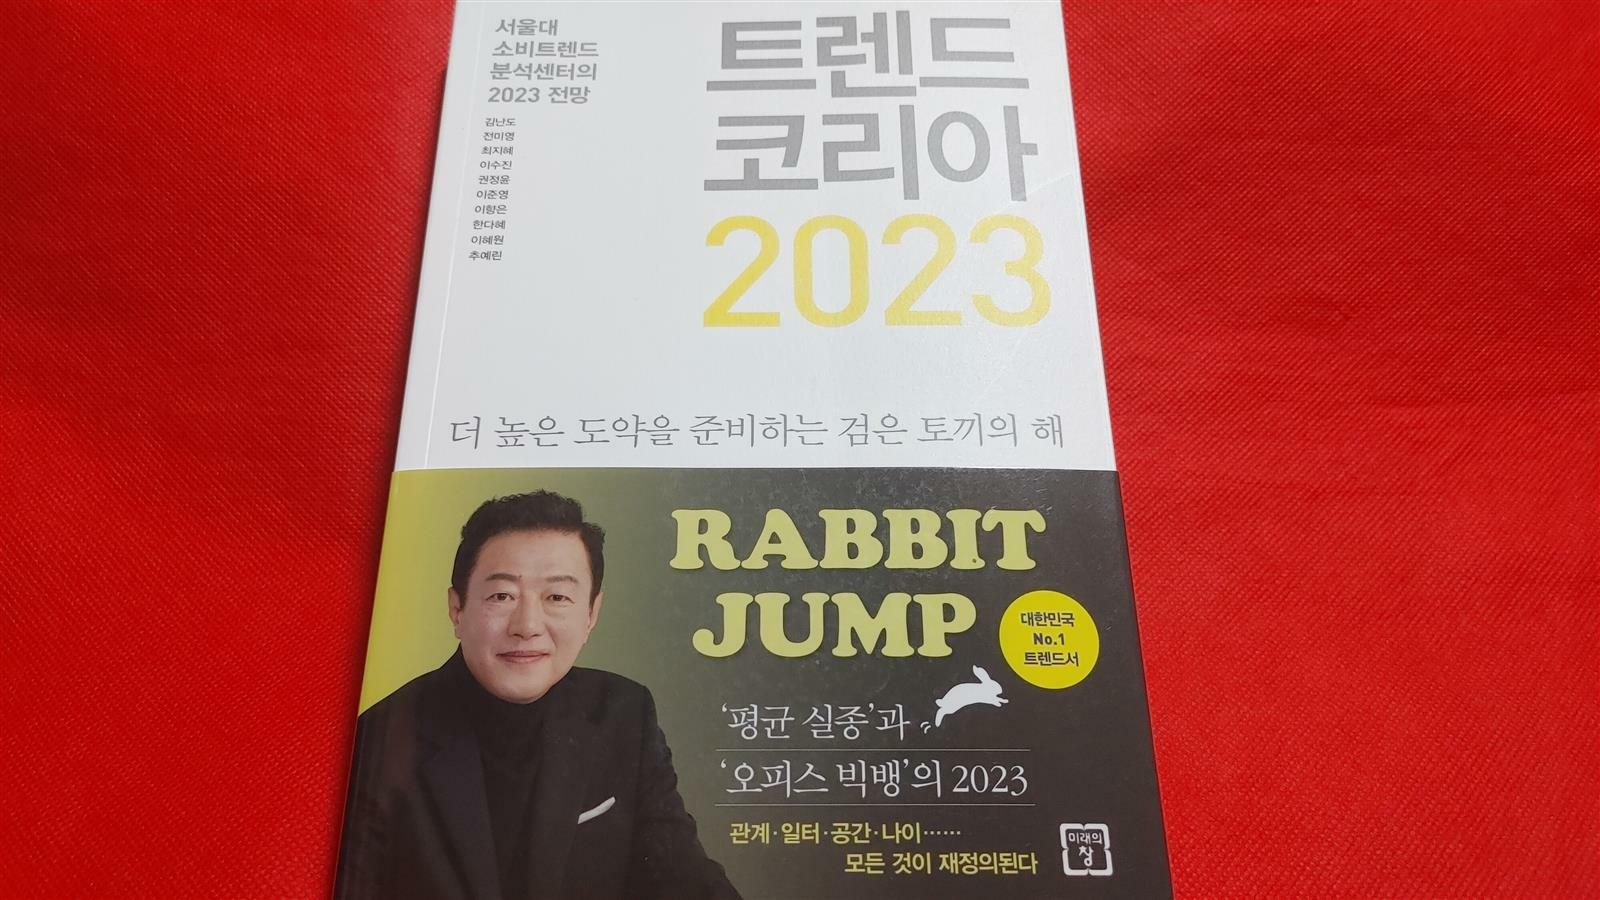 서울대
소비트렌드
분석센터의
2023 전망
김난도
전미영
최지혜
이수진
권정윤
이준영
이향은
한다혜
이혜원
추예린
트렌드
코리아
2023
더 높은 도약을 준비하는 검은 토끼의 해
RABBIT
JUMP
대한민국
No.1
트렌드서
‘평균 실종’과
‘오피스 빅뱅’의 2023
관계·일터·공간·나이……
모든 것이 재정의된다
미래의
창